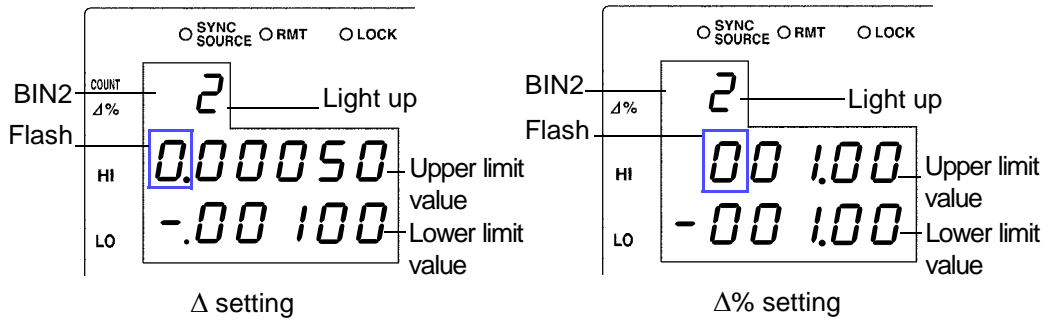 SYNC SOURCE RMT LOCK
BIN2 COUNT Δ% 2 Light up
Flash
HI 0.00050 Upper limit value
LO -.00100 Lower limit value
Δ setting
SYNC SOURCE RMT LOCK
BIN2 Δ% 2 Light up
Flash
HI 001.00 Upper limit value
LO -001.00 Lower limit value
Δ% setting